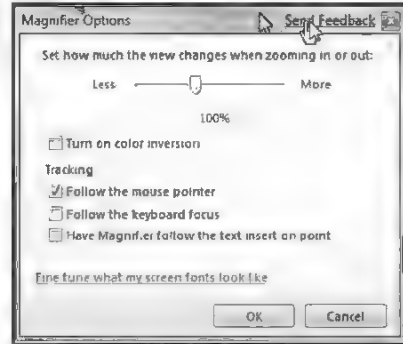 Magnifier Options
Send Feedback
Set how much the view changes when zooming in or out:
Less More
100%
Turn on color inversion
Tracking
Follow the mouse pointer
Follow the keyboard focus
Have Magnifier follow the text insertion point
Fine tune what my screen fonts look like
OK Cancel